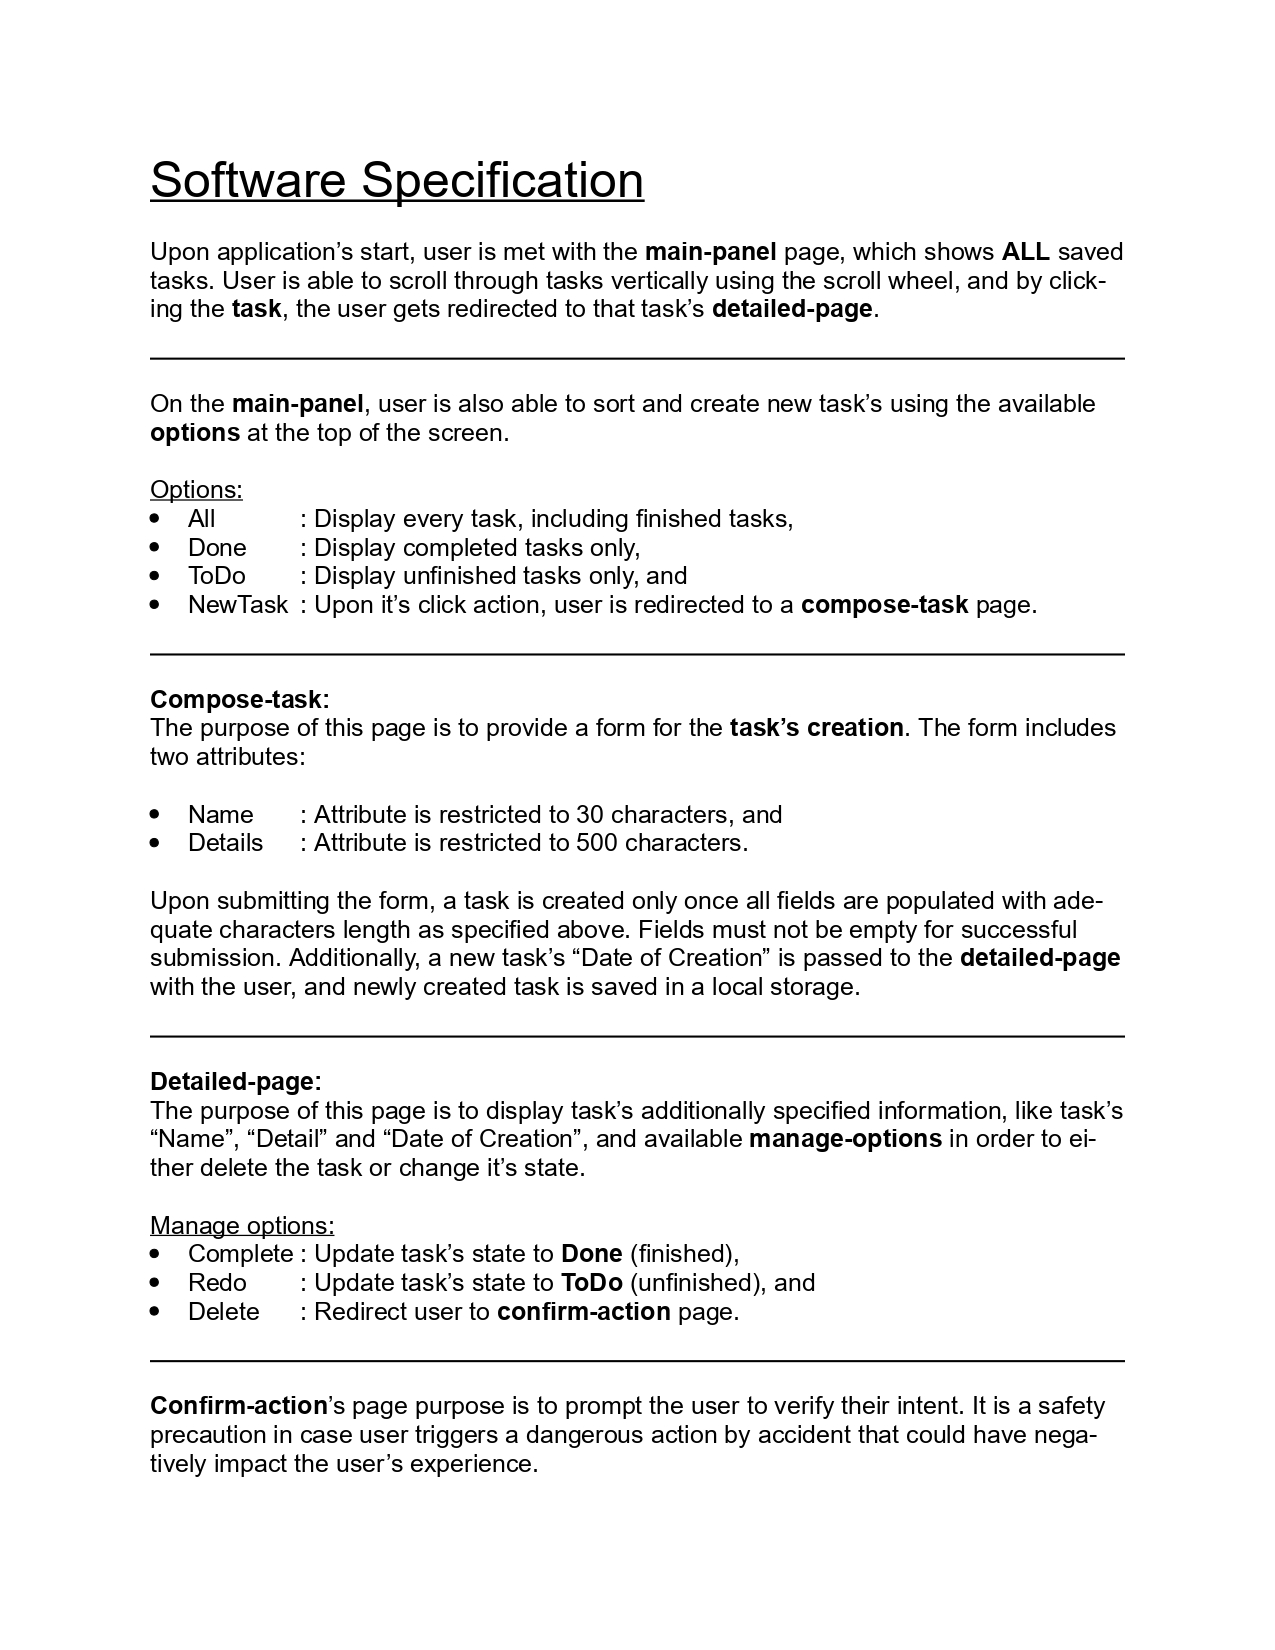 Software Specification
Upon application’s start, user is met with the main-panel page, which shows ALL saved
tasks. User is able to scroll through tasks vertically using the scroll wheel, and by click-
ing the task, the user gets redirected to that task’s detailed-page.
On the main-panel, user is also able to sort and create new task’s using the available
options at the top of the screen.
Options:
• All : Display every task, including finished tasks,
• Done : Display completed tasks only,
• ToDo : Display unfinished tasks only, and
• NewTask : Upon it’s click action, user is redirected to a compose-task page.
Compose-task:
The purpose of this page is to provide a form for the task’s creation. The form includes
two attributes:
• Name : Attribute is restricted to 30 characters, and
• Details : Attribute is restricted to 500 characters.
Upon submitting the form, a task is created only once all fields are populated with ade-
quate characters length as specified above. Fields must not be empty for successful
submission. Additionally, a new task’s “Date of Creation” is passed to the detailed-page
with the user, and newly created task is saved in a local storage.
Detailed-page:
The purpose of this page is to display task’s additionally specified information, like task’s
“Name”, “Detail” and “Date of Creation”, and available manage-options in order to ei-
ther delete the task or change it’s state.
Manage options:
• Complete : Update task’s state to Done (finished),
• Redo : Update task’s state to ToDo (unfinished), and
• Delete : Redirect user to confirm-action page.
Confirm-action’s page purpose is to prompt the user to verify their intent. It is a safety
precaution in case user triggers a dangerous action by accident that could have nega-
tively impact the user’s experience.